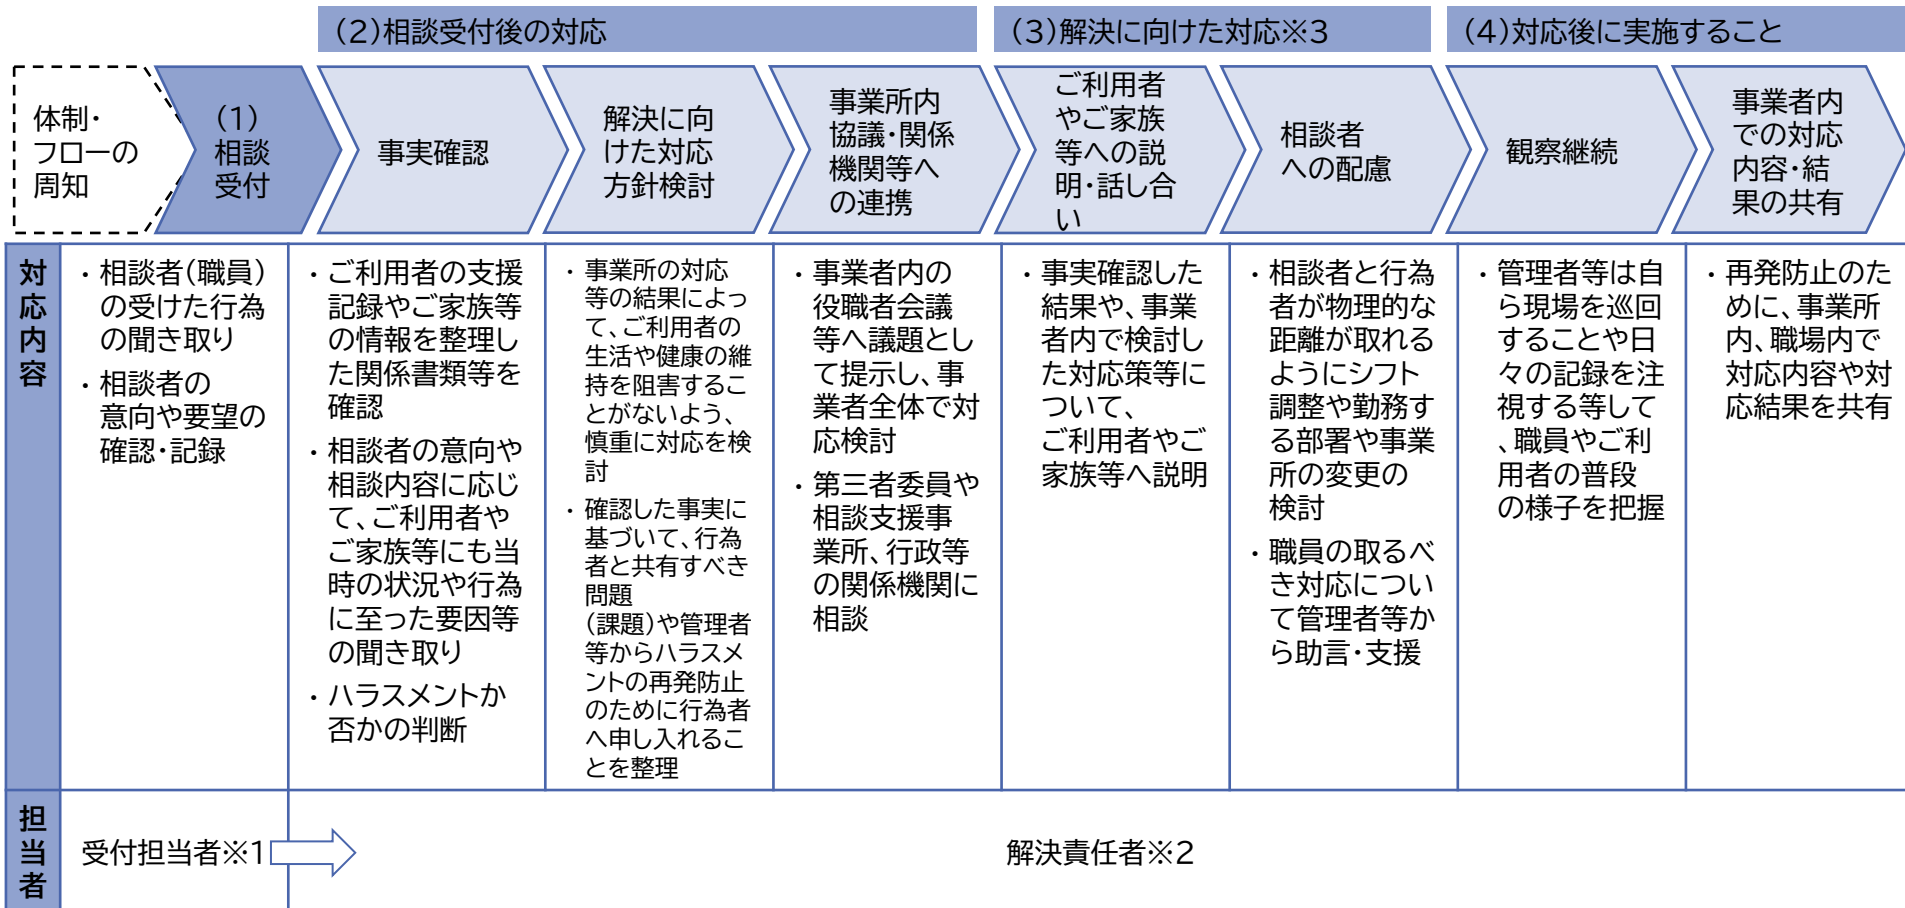 (2)相談受付後の対応
(3)解決に向けた対応※3
(4)対応後に実施すること
体制・
フローの
周知
(1)
相談
受付
事実確認
解決に向
けた対応
方針検討
事業所内
協議・関係
機関等へ
の連携
ご利用者
やご家族
等への説
明・話し合
い
相談者
への配慮
観察継続
事業者内
での対応
内容・結
果の共有
対応内容
・相談者(職員)
の受けた行為
の聞き取り
・相談者の
意向や要望の
確認・記録
・ご利用者の支援
記録やご家族等
の情報を整理し
た関係書類等を
確認
・相談者の意向や
相談内容に応じ
て、ご利用者や
ご家族等にも当
時の状況や行為
に至った要因等
の聞き取り
・ハラスメントか
否かの判断
・事業所の対応
等の結果によっ
て、ご利用者の
生活や健康の維
持を阻害するこ
とがないよう、
慎重に対応を検
討
・確認した事実に
基づいて、行為
者と共有すべき
問題
(課題)や管理者
等からハラスメ
ントの再発防止
のために行為者
へ申し入れるこ
とを整理
・事業者内の
役職者会議
等へ議題とし
て提示し、事
業者全体で対
応検討
・第三者委員や
相談支援事
業所、行政等
の関係機関に
相談
・事実確認した
結果や、事業
者内で検討し
た対応策等に
ついて、
ご利用者やご
家族等へ説明
・相談者と行為
者が物理的な
距離が取れる
ようにシフト
調整や勤務す
る部署や事業
所の変更の
検討
・職員の取るべ
き対応につい
て管理者等か
ら助言・支援
・管理者等は自
ら現場を巡回
することや日
々の記録を注
視する等して
、職員やご利
用者の普段
の様子を把握
・再発防止のた
めに、事業所
内、職場内で
対応内容や対
応結果を共有
担当者
受付担当者※1
解決責任者※2